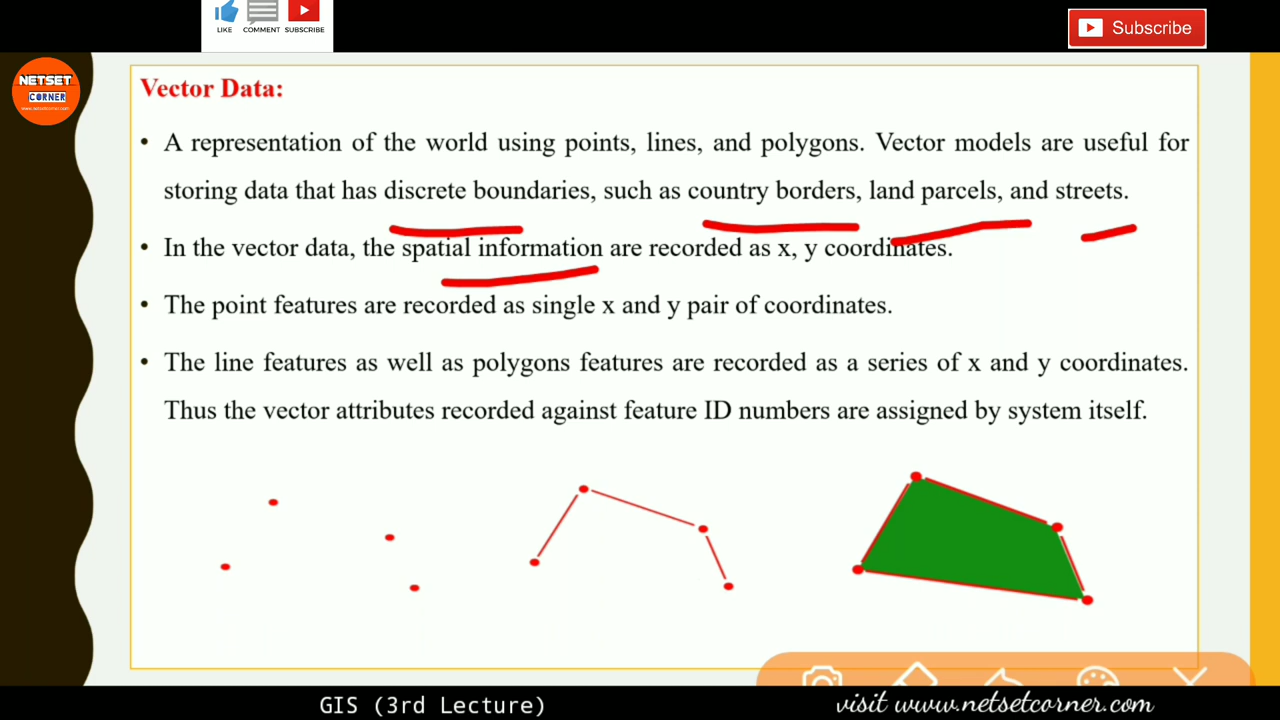 LIKE COMMENT SUBSCRIBE
Subscribe
NETSET
CORNER
www.netsetcorner.com
Vector Data:
• A representation of the world using points, lines, and polygons. Vector models are useful for
storing data that has discrete boundaries, such as country borders, land parcels, and streets.
• In the vector data, the spatial information are recorded as x, y coordinates.
• The point features are recorded as single x and y pair of coordinates.
• The line features as well as polygons features are recorded as a series of x and y coordinates.
Thus the vector attributes recorded against feature ID numbers are assigned by system itself.
GIS (3rd Lecture)
visit www.netsetcorner.com